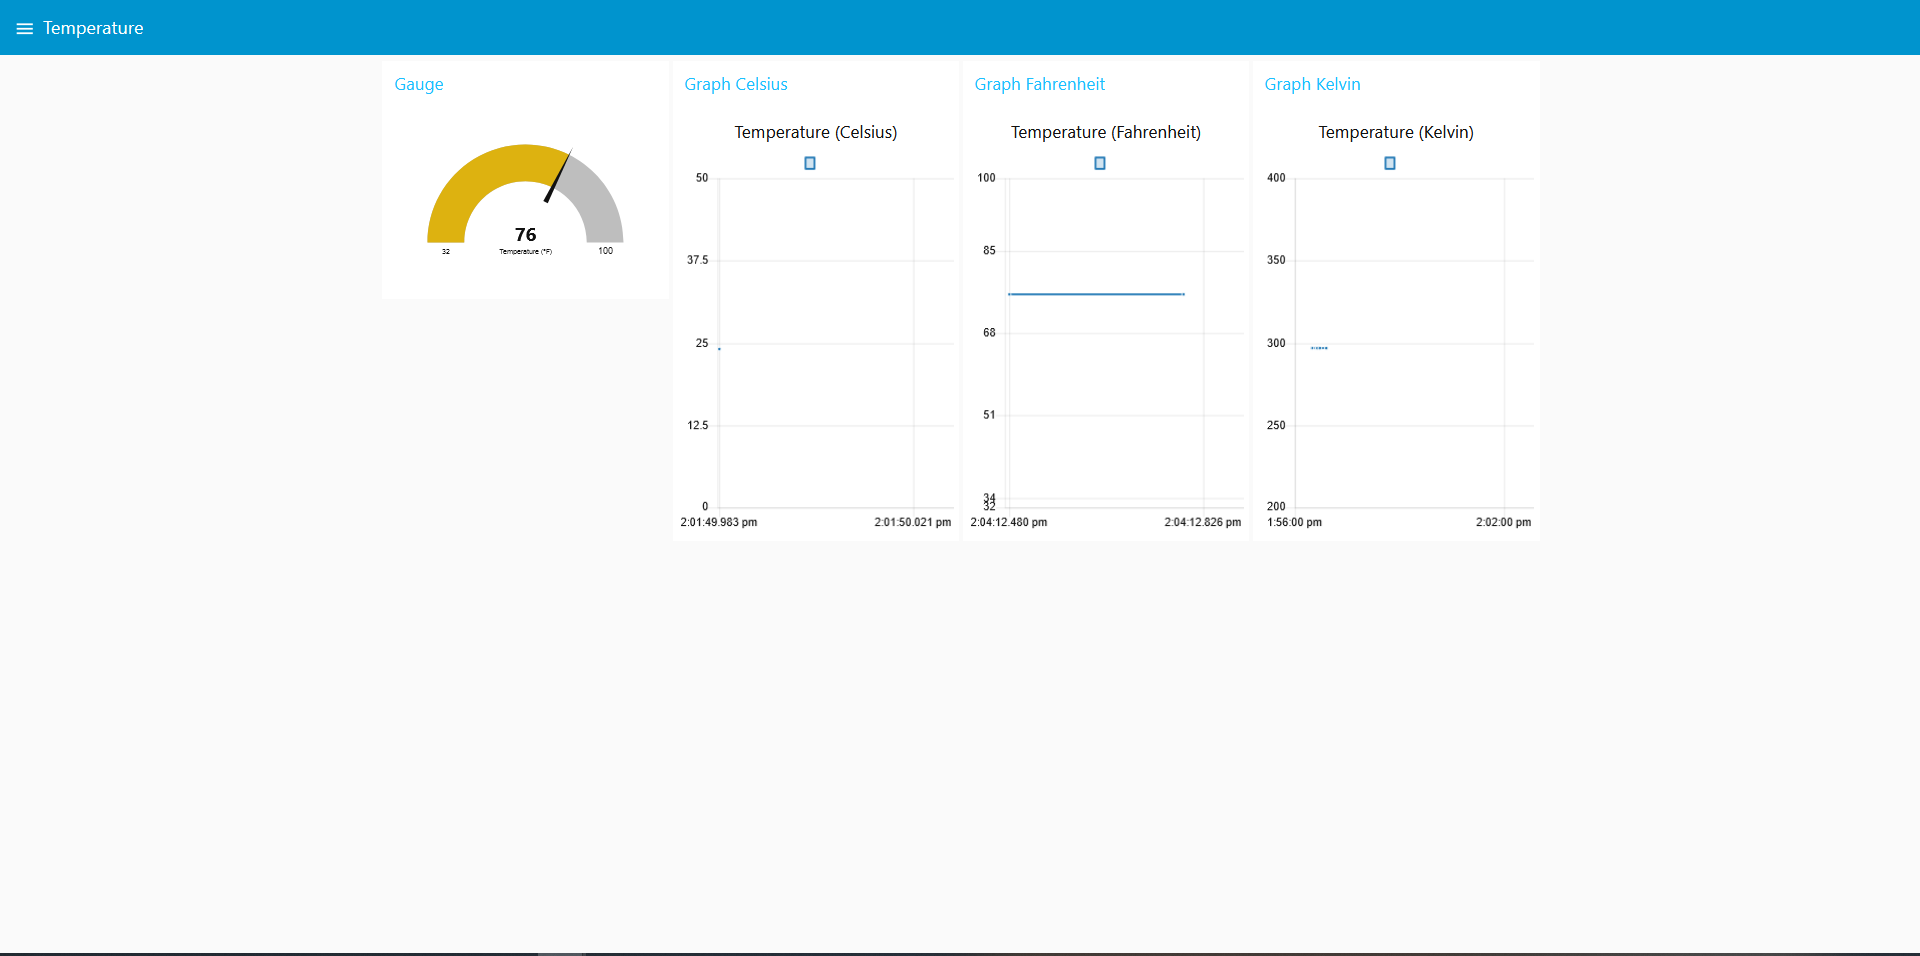 Temperature
Gauge
76
32
Temperature (°F)
100
Graph Celsius
Temperature (Celsius)
50
37.5
25
12.5
0
2:01:49.983 pm
2:01:50.021 pm
Graph Fahrenheit
Temperature (Fahrenheit)
100
85
68
51
34
32
2:04:12.480 pm
2:04:12.826 pm
Graph Kelvin
Temperature (Kelvin)
400
350
300
250
200
1:56:00 pm
2:02:00 pm